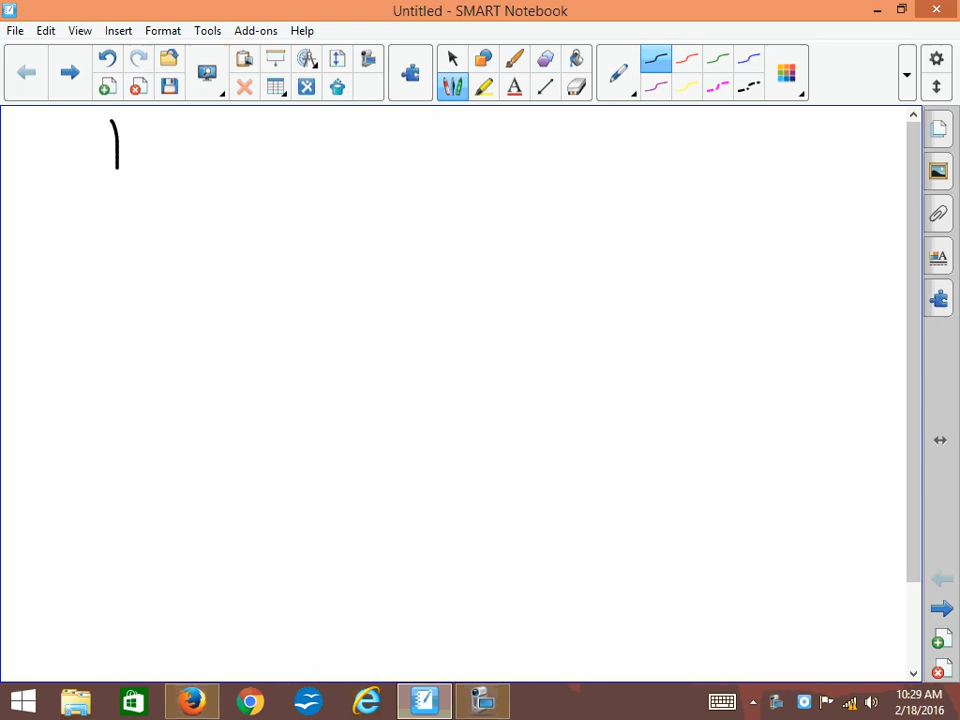 Untitled - SMART Notebook
File Edit View Insert Format Tools Add-ons Help
10:29 AM
2/18/2016